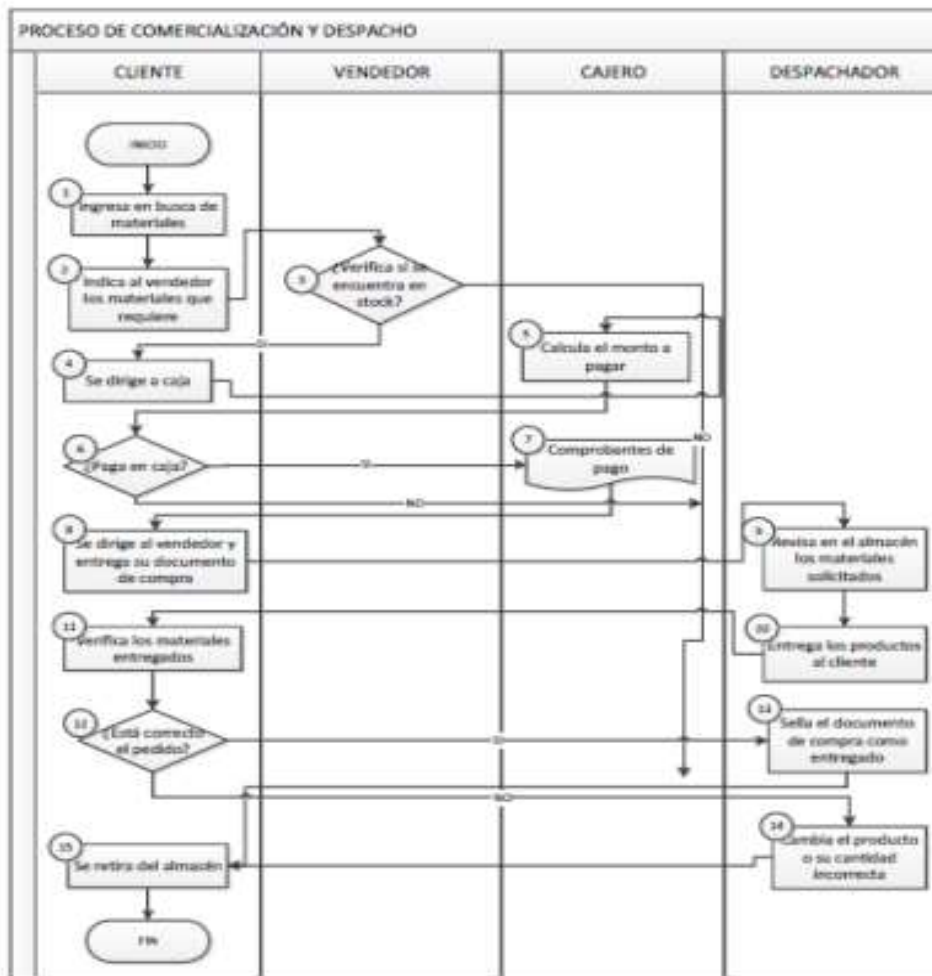 PROCESO DE COMERCIALIZACIÓN Y DESPACHO
CLIENTE
VENDEDOR
CAJERO
DESPACHADOR
INICIO
1
Ingresa en busca de
materiales
2
Indica al vendedor
los materiales que
requiere
3
¿Verifica si se
encuentra en
stock?
SI
NO
4
Se dirige a caja
5
Calcula el monto a
pagar
6
¿Paga en caja?
SI
NO
7
Comprobantes de
pago
8
Se dirige al vendedor y
entrega su documento
de compra
9
Revisa en el almacén
los materiales
solicitados
10
Entrega los productos
al cliente
11
Verifica los materiales
entregados
12
¿Está correcto
el pedido?
SI
NO
13
Sella el documento
de compra como
entregado
14
Cambia el producto
o su cantidad
incorrecta
15
Se retira del almacén
FIN